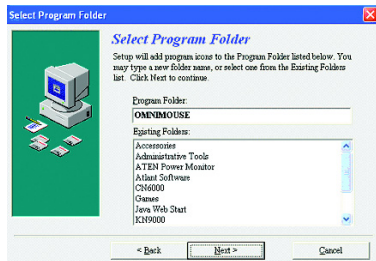 Select Program Folder
Select Program Folder
Setup will add program icons to the Program Folder listed below. You
may type a new folder name, or select one from the Existing Folders
list. Click Next to continue.
Program Folder:
OMNIMOUSE
Existing Folders:
Accessories
Administrative Tools
ATEN Power Monitor
Atlant Software
CN6000
Games
Java Web Start
KN9000
< Back
Next >
Cancel